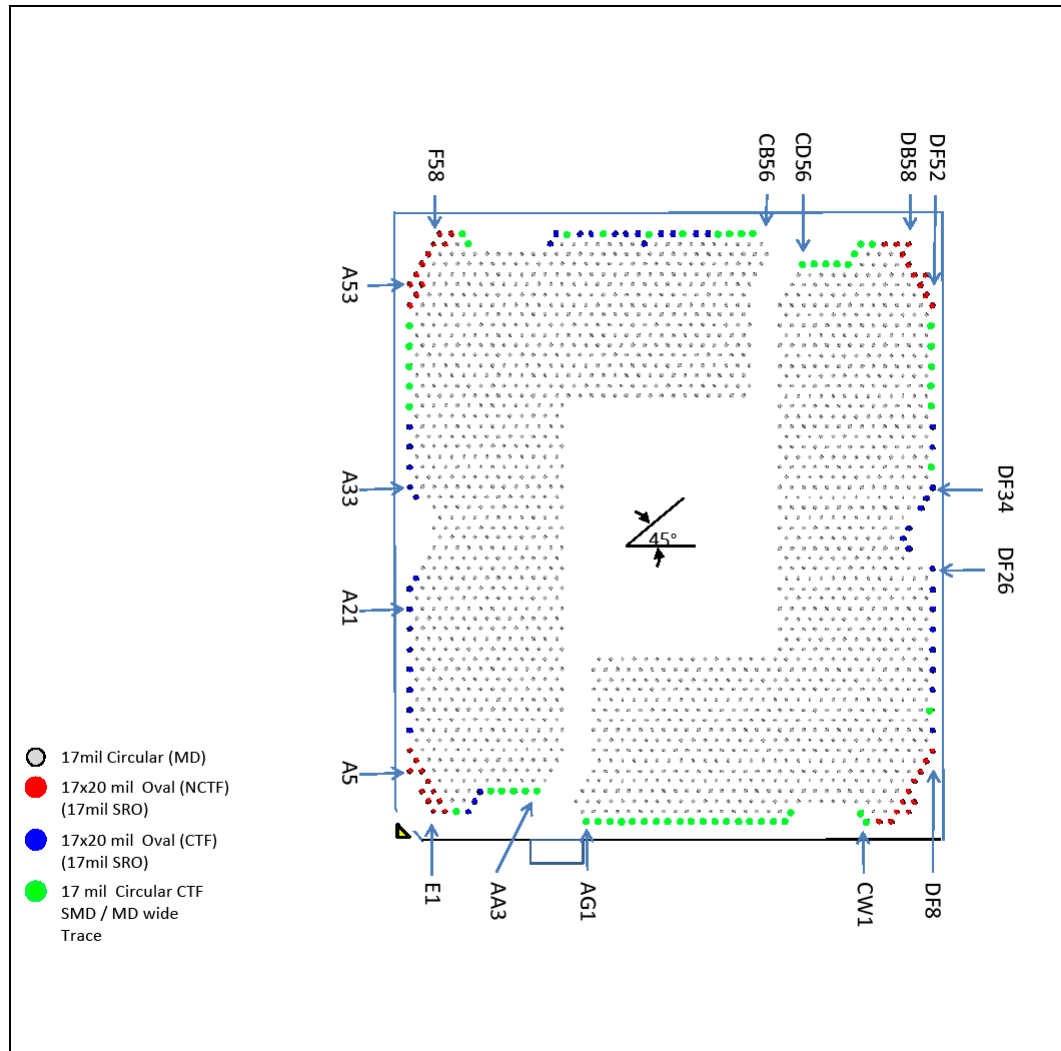 F58
CB56
CD56
DB58
DF52
A53
A33
DF34
45°
DF26
A21
A5
17mil Circular (MD)
17x20 mil Oval (NCTF)
(17mil SRO)
17x20 mil Oval (CTF)
(17mil SRO)
17 mil Circular CTF
SMD / MD wide
Trace
E1
AA3
AG1
CW1
DF8